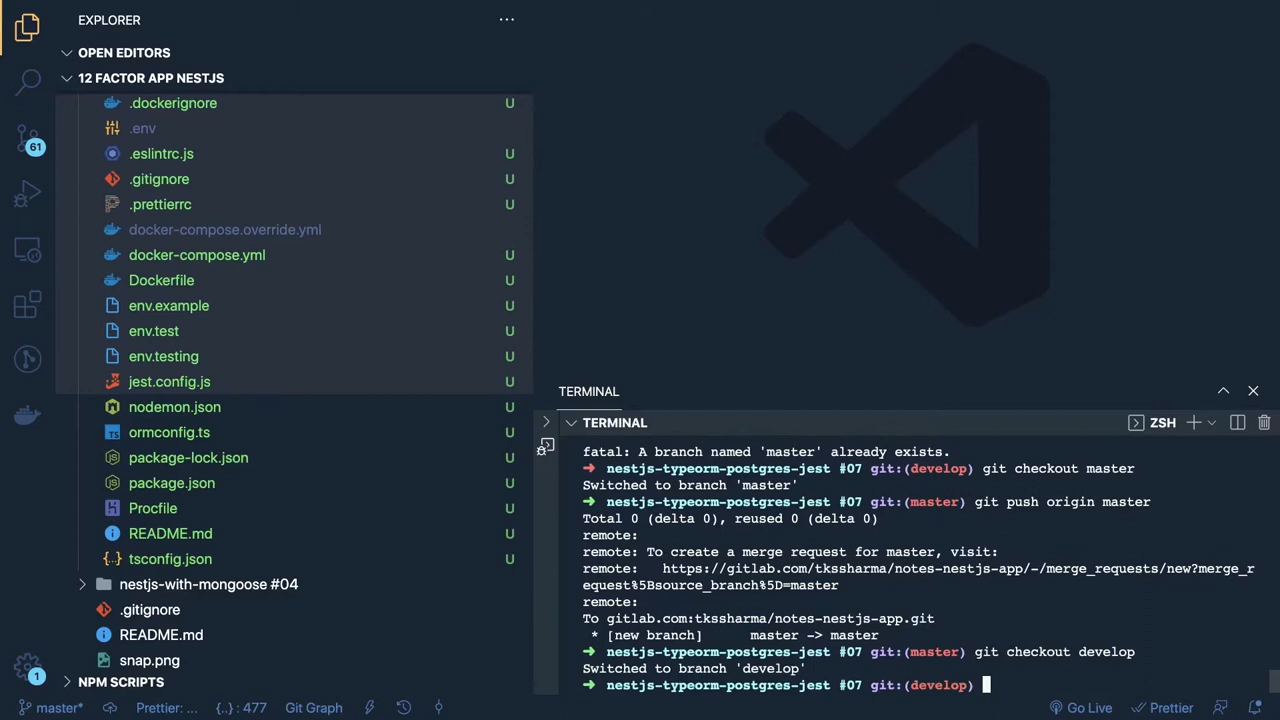 EXPLORER
OPEN EDITORS
12 FACTOR APP NESTJS
.dockerignore U
.env
61
.eslintrc.js U
.gitignore U
.prettierrc U
docker-compose.override.yml
docker-compose.yml U
Dockerfile U
env.example U
env.test U
env.testing U
jest.config.js U
nodemon.json U
ormconfig.ts U
package-lock.json U
package.json U
Procfile U
README.md U
tsconfig.json U
nestjs-with-mongoose #04
.gitignore
README.md
snap.png
1
NPM SCRIPTS
TERMINAL
TERMINAL
ZSH
fatal: A branch named 'master' already exists.
➜ nestjs-typeorm-postgres-jest #07 git:(develop) git checkout master
Switched to branch 'master'
➜ nestjs-typeorm-postgres-jest #07 git:(master) git push origin master
Total 0 (delta 0), reused 0 (delta 0)
remote:
remote: To create a merge request for master, visit:
remote: https://gitlab.com/tkssharma/notes-nestjs-app/-/merge_requests/new?merge_r
equest%5Bsource_branch%5D=master
remote:
To gitlab.com:tkssharma/notes-nestjs-app.git
* [new branch] master -> master
➜ nestjs-typeorm-postgres-jest #07 git:(master) git checkout develop
Switched to branch 'develop'
➜ nestjs-typeorm-postgres-jest #07 git:(develop)
master* Prettier: ... {..} : 477 Git Graph Go Live Prettier